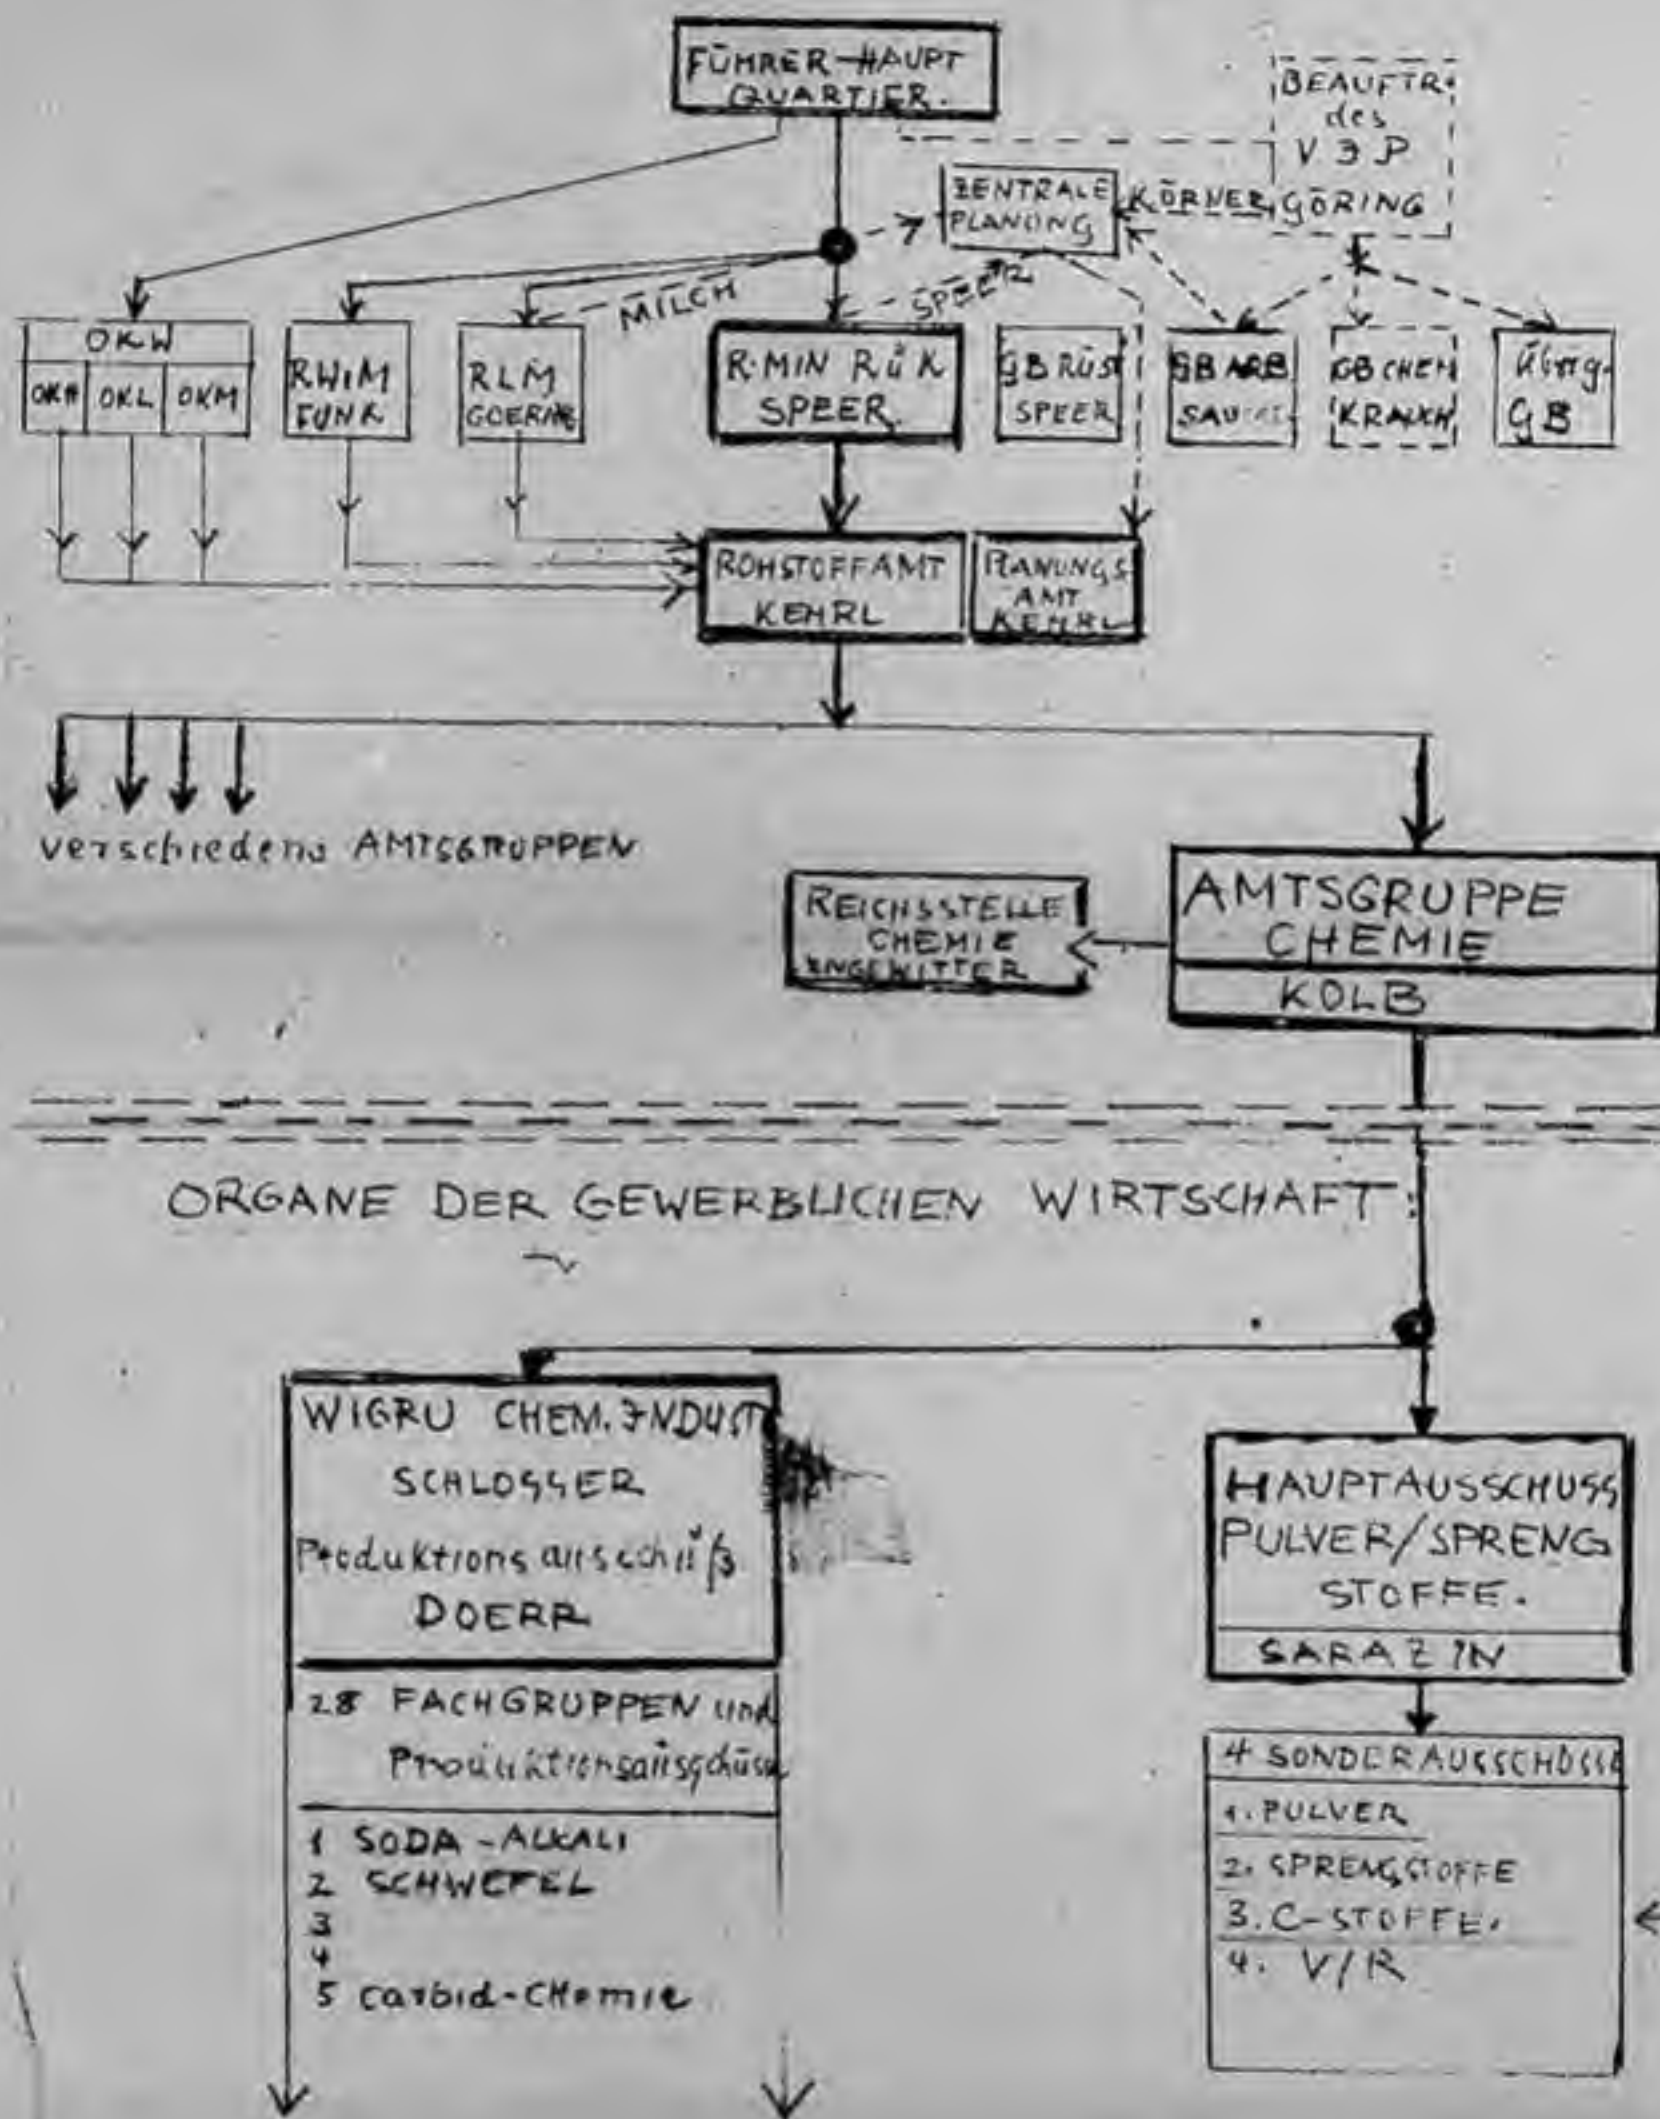 FÜHRER-HAUPT
QUARTIER.
BEAUFTR.
des
V J P
GÖRING
KÖRNER
ZENTRALE
PLANUNG
MILCH
SPEER
OKW
OKH OKL OKM
RWIM
FUNK
RLM
GOERING
R. MIN RÜK
SPEER.
GB RÜST
SPEER
GB ARB
GB CHEM
KRAUCH
übrig.
GB
ROHSTOFFAMT
KEHRL
PLANUNGS
AMT
KEHRL
verschiedene AMTSGRUPPEN
REICHSSTELLE
CHEMIE
UNGEWITTER
AMTSGRUPPE
CHEMIE
KOLB
ORGANE DER GEWERBLICHEN WIRTSCHAFT:
WIGRU CHEM. INDUST
SCHLOSSER
Produktionsausschuß
DOERR
28 FACHGRUPPEN und
Produktionsausschüsse
1 SODA-ALKALI
2 SCHWEFEL
3
4
5 Carbid-CHemie
HAUPTAUSSCHUSS
PULVER/SPRENG
STOFFE.
SARAZIN
4 SONDERAUSSCHÜSSE
1. PULVER
2. SPRENGSTOFFE
3. C-STOFFE.
4. V/R